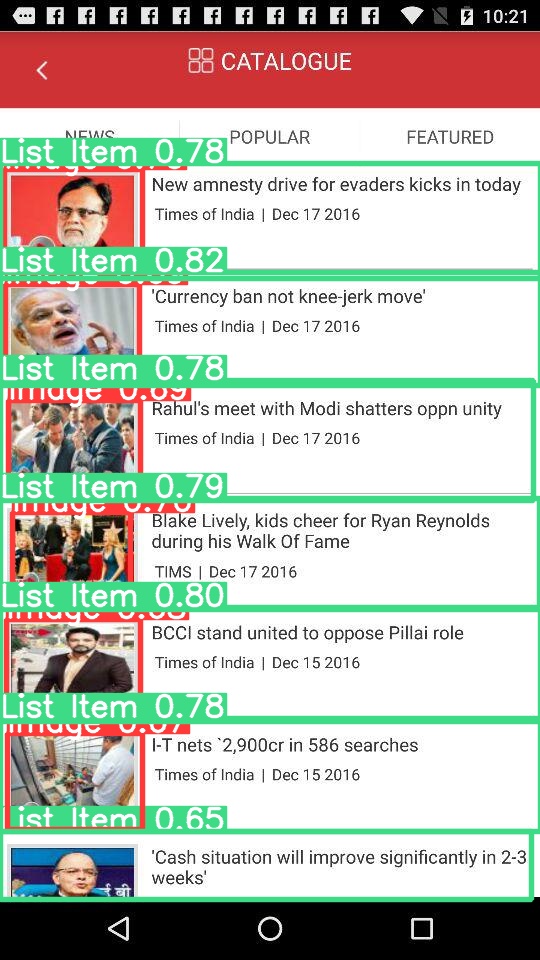 10:21
CATALOGUE
NEWS POPULAR FEATURED
List Item 0.78
New amnesty drive for evaders kicks in today
Times of India | Dec 17 2016
List Item 0.82
'Currency ban not knee-jerk move'
Times of India | Dec 17 2016
List Item 0.78
Image 0.69
Rahul's meet with Modi shatters oppn unity
Times of India | Dec 17 2016
List Item 0.79
Blake Lively, kids cheer for Ryan Reynolds
during his Walk Of Fame
TIMS | Dec 17 2016
List Item 0.80
BCCI stand united to oppose Pillai role
Times of India | Dec 15 2016
List Item 0.78
Image 0.67
I-T nets `2,900cr in 586 searches
Times of India | Dec 15 2016
List Item 0.65
'Cash situation will improve significantly in 2-3
weeks'